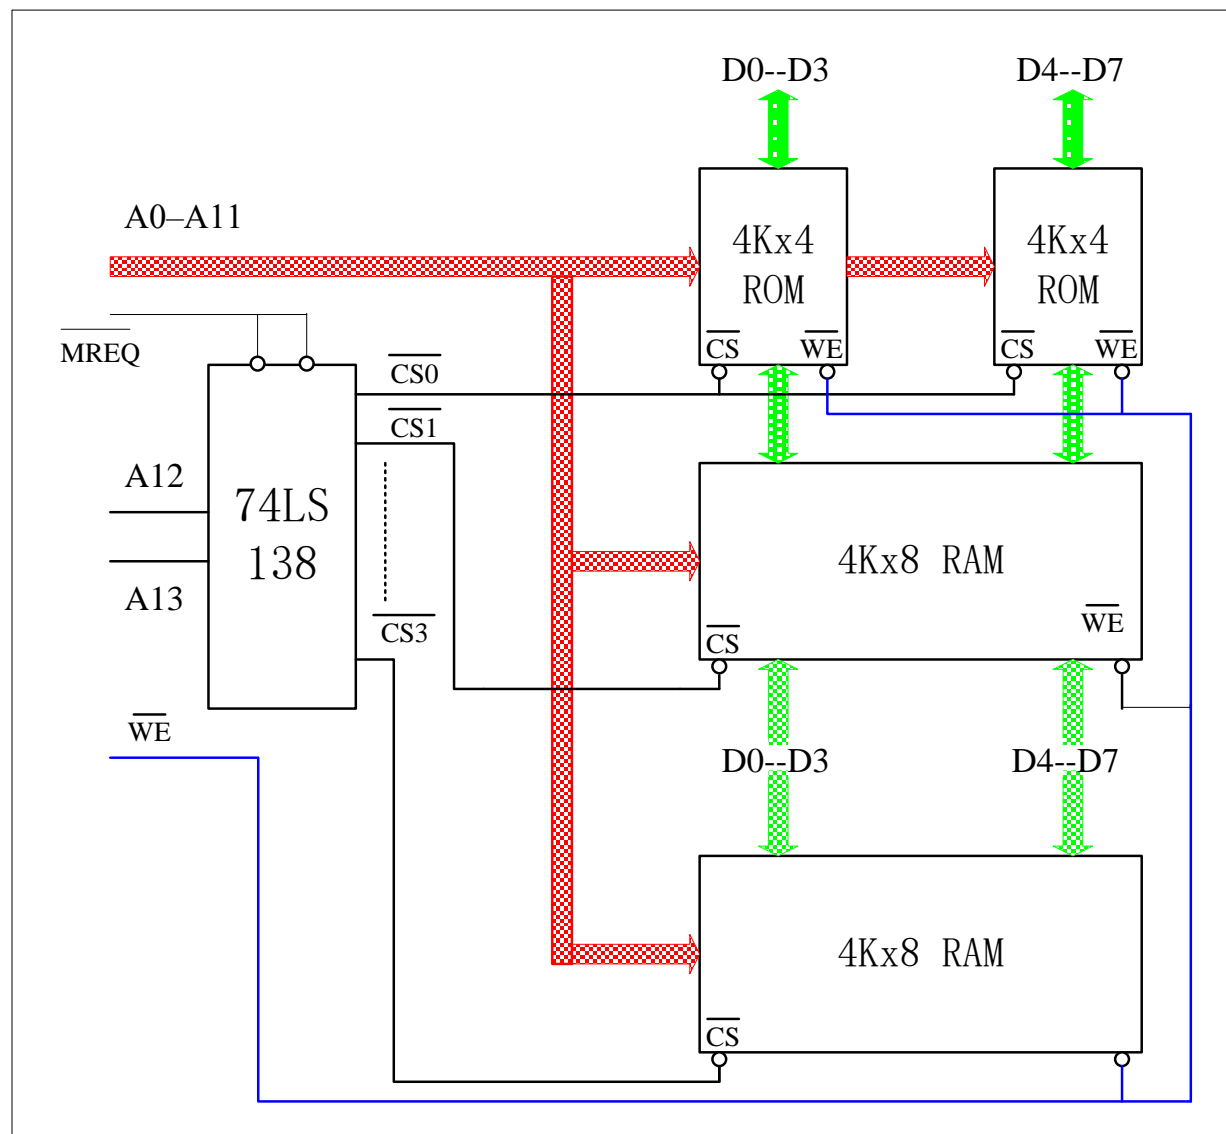 D0--D3
D4--D7
A0–A11
4Kx4
ROM
4Kx4
ROM
MREQ
CS
WE
CS
WE
CS0
CS1
A12
74LS
138
A13
4Kx8 RAM
CS3
CS
WE
WE
D0--D3
D4--D7
4Kx8 RAM
CS